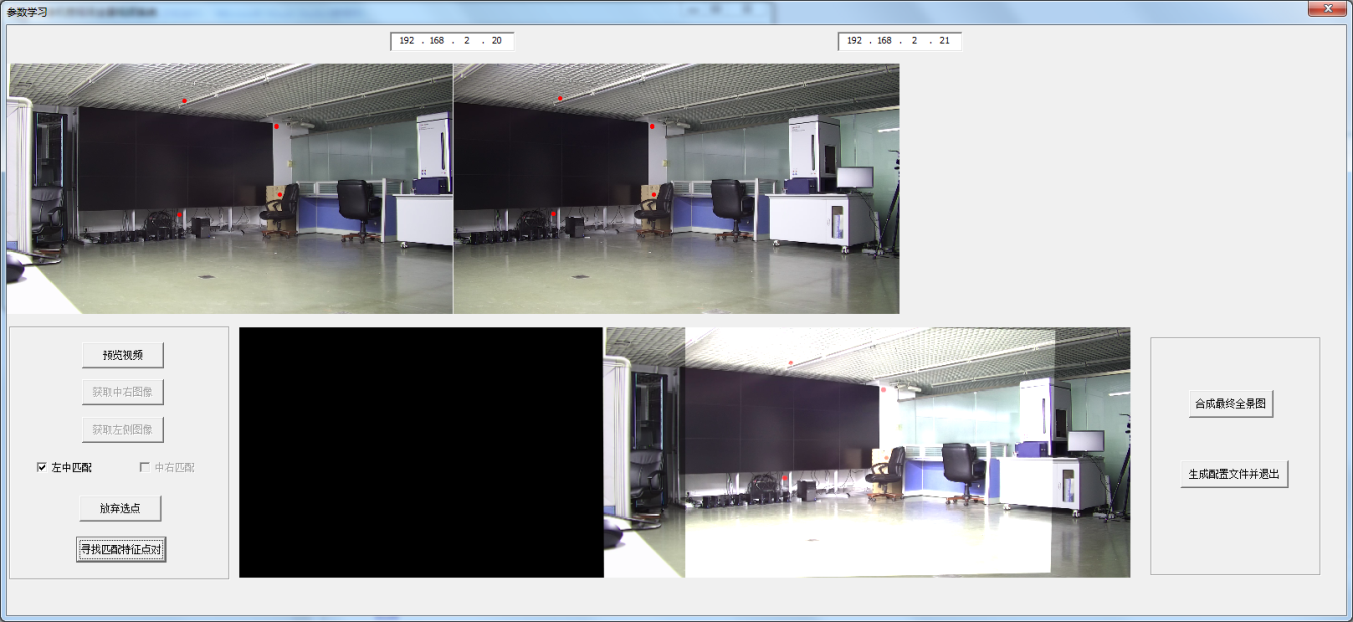 参数学习
192 . 168 . 2 . 20
192 . 168 . 2 . 21
预览视频
获取中右图像
获取左侧图像
左中匹配
中右匹配
放弃选点
寻找匹配特征点对
合成最终全景图
生成配置文件并退出